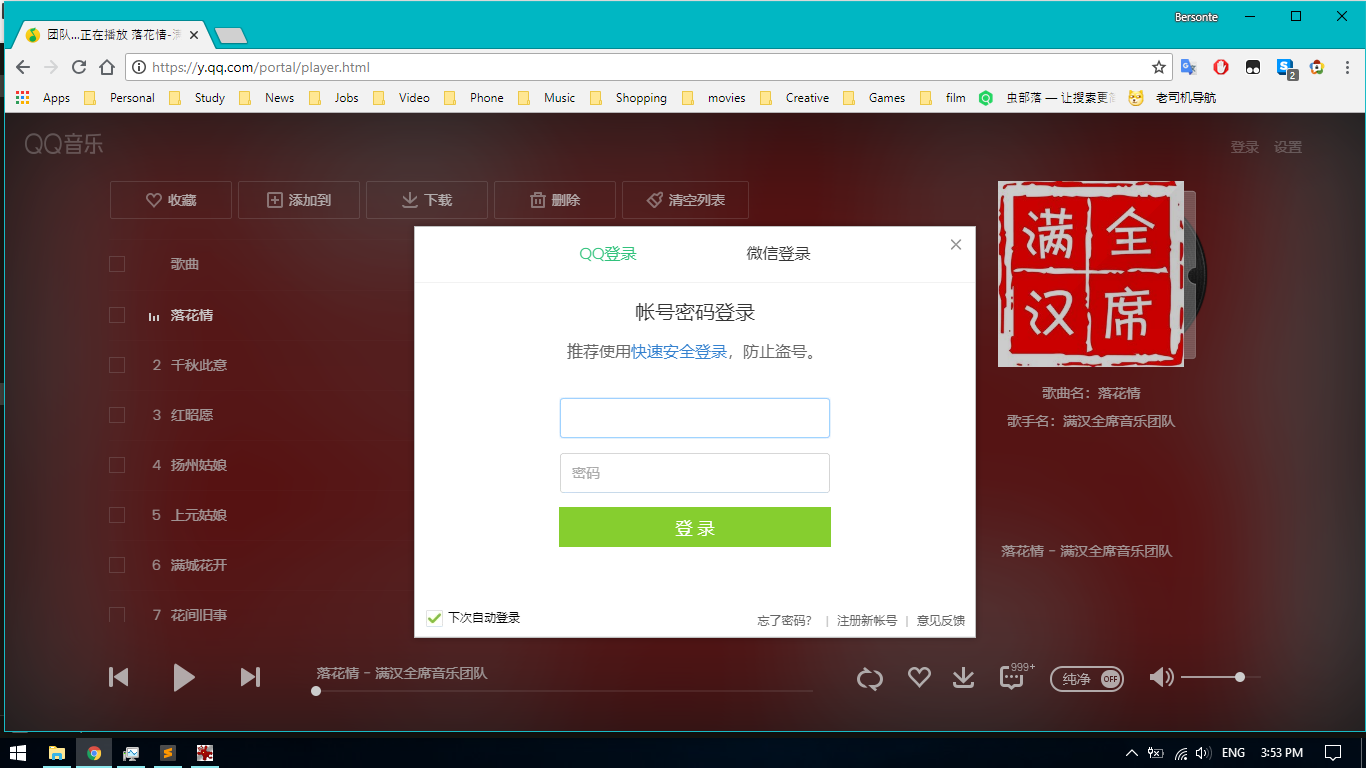 Bersonte
团队...正在播放 落花情-满
https://y.qq.com/portal/player.html
2
Apps Personal Study News Jobs Video Phone Music Shopping movies Creative Games film 虫部落 — 让搜索更 老司机导航
QQ音乐
登录 设置
收藏 添加到 下载 删除 清空列表
满 全
汉 席
QQ登录 微信登录
帐号密码登录
推荐使用快速安全登录，防止盗号。
密码
登 录
下次自动登录
忘了密码？ | 注册新帐号 | 意见反馈
歌曲
落花情
2 千秋此意
3 红昭愿
4 扬州姑娘
5 上元姑娘
6 满城花开
7 花间旧事
歌曲名：落花情
歌手名：满汉全席音乐团队
落花情 - 满汉全席音乐团队
落花情 - 满汉全席音乐团队
999+
纯净 OFF
ENG 3:53 PM